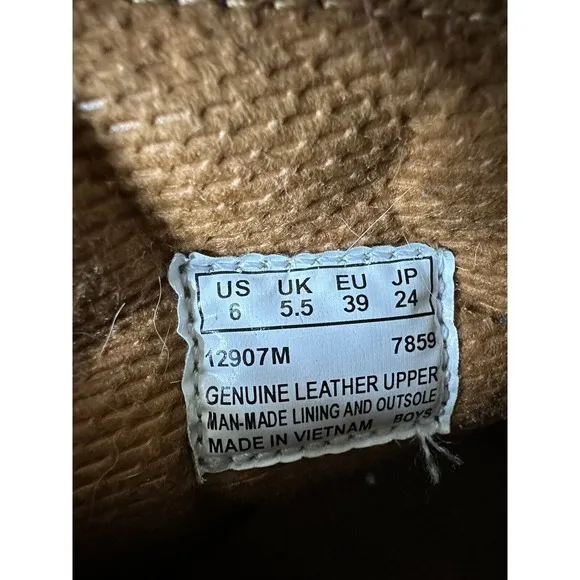 US UK EU JP
6 5.5 39 24
12907M 7859
GENUINE LEATHER UPPER
MAN-MADE LINING AND OUTSOLE
MADE IN VIETNAM BOYS